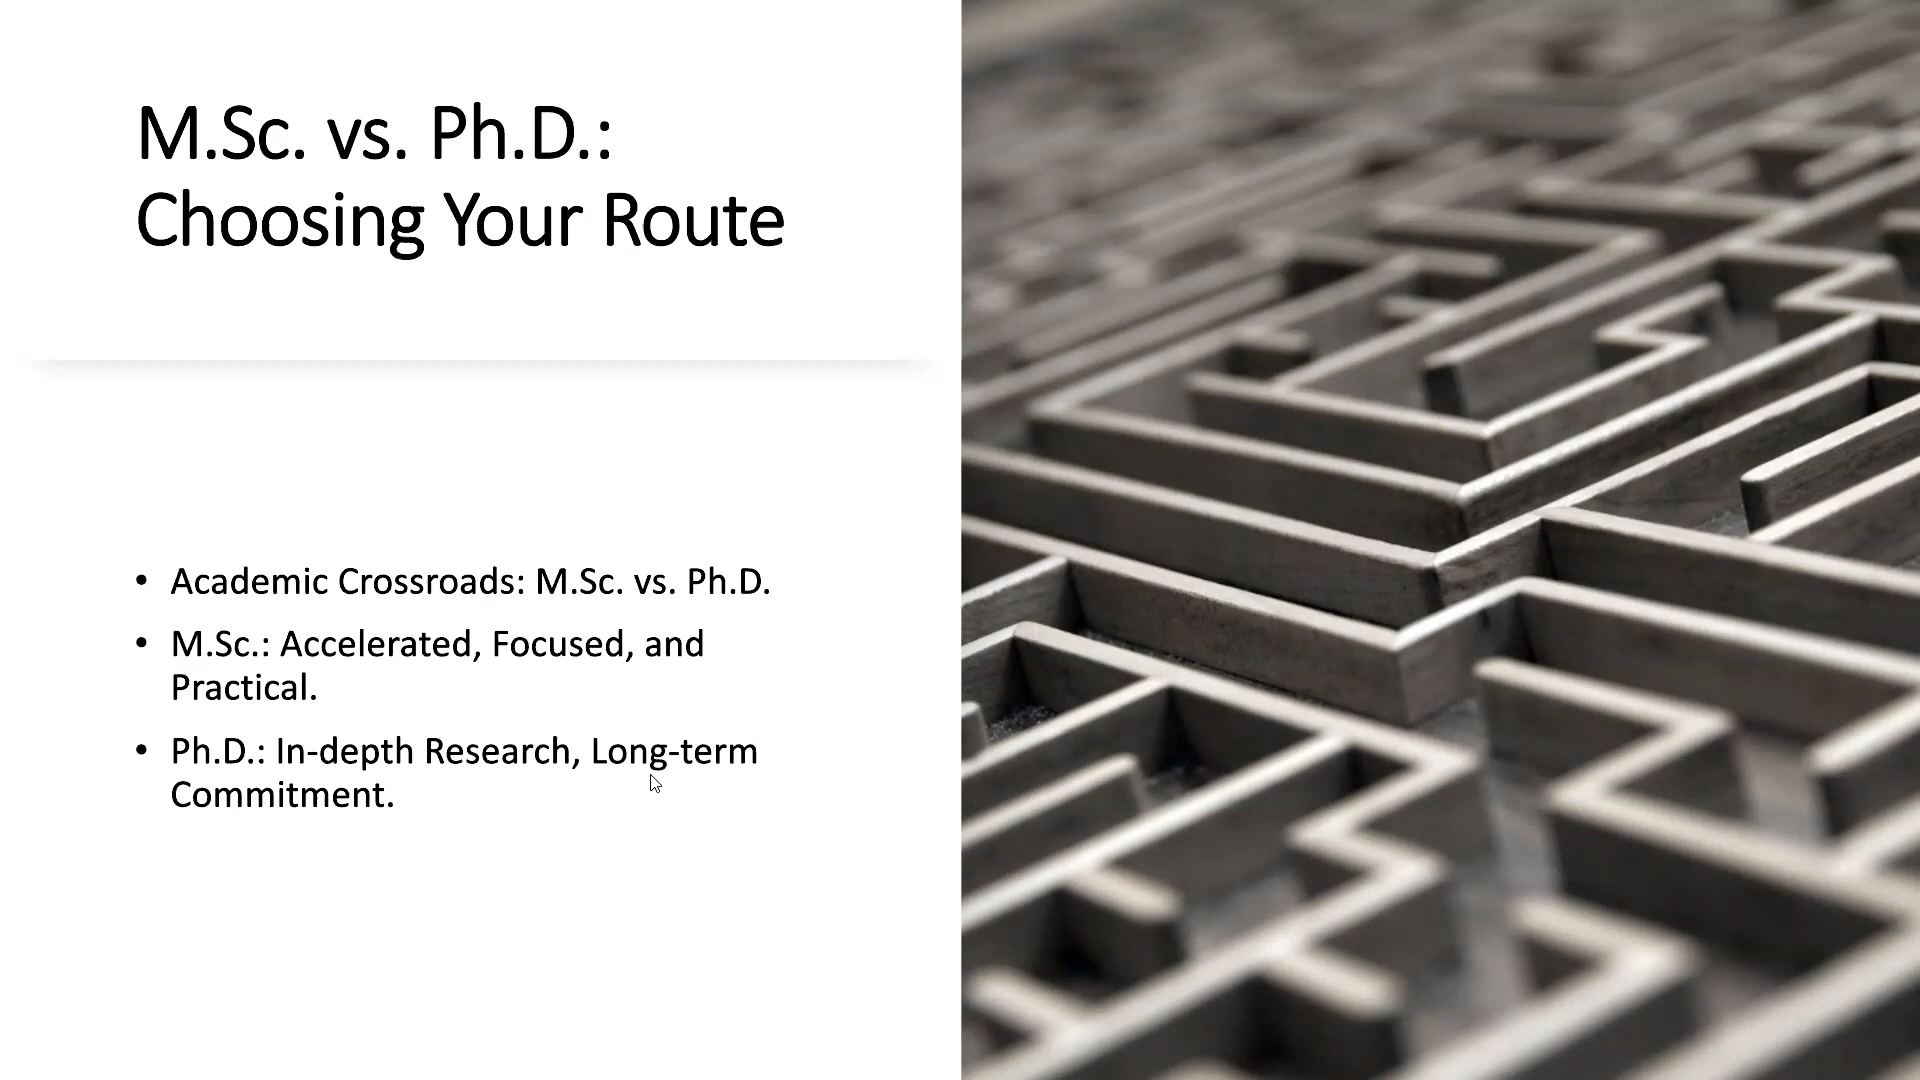 M.Sc. vs. Ph.D.:
Choosing Your Route
• Academic Crossroads: M.Sc. vs. Ph.D.
• M.Sc.: Accelerated, Focused, and
Practical.
• Ph.D.: In-depth Research, Long-term
Commitment.